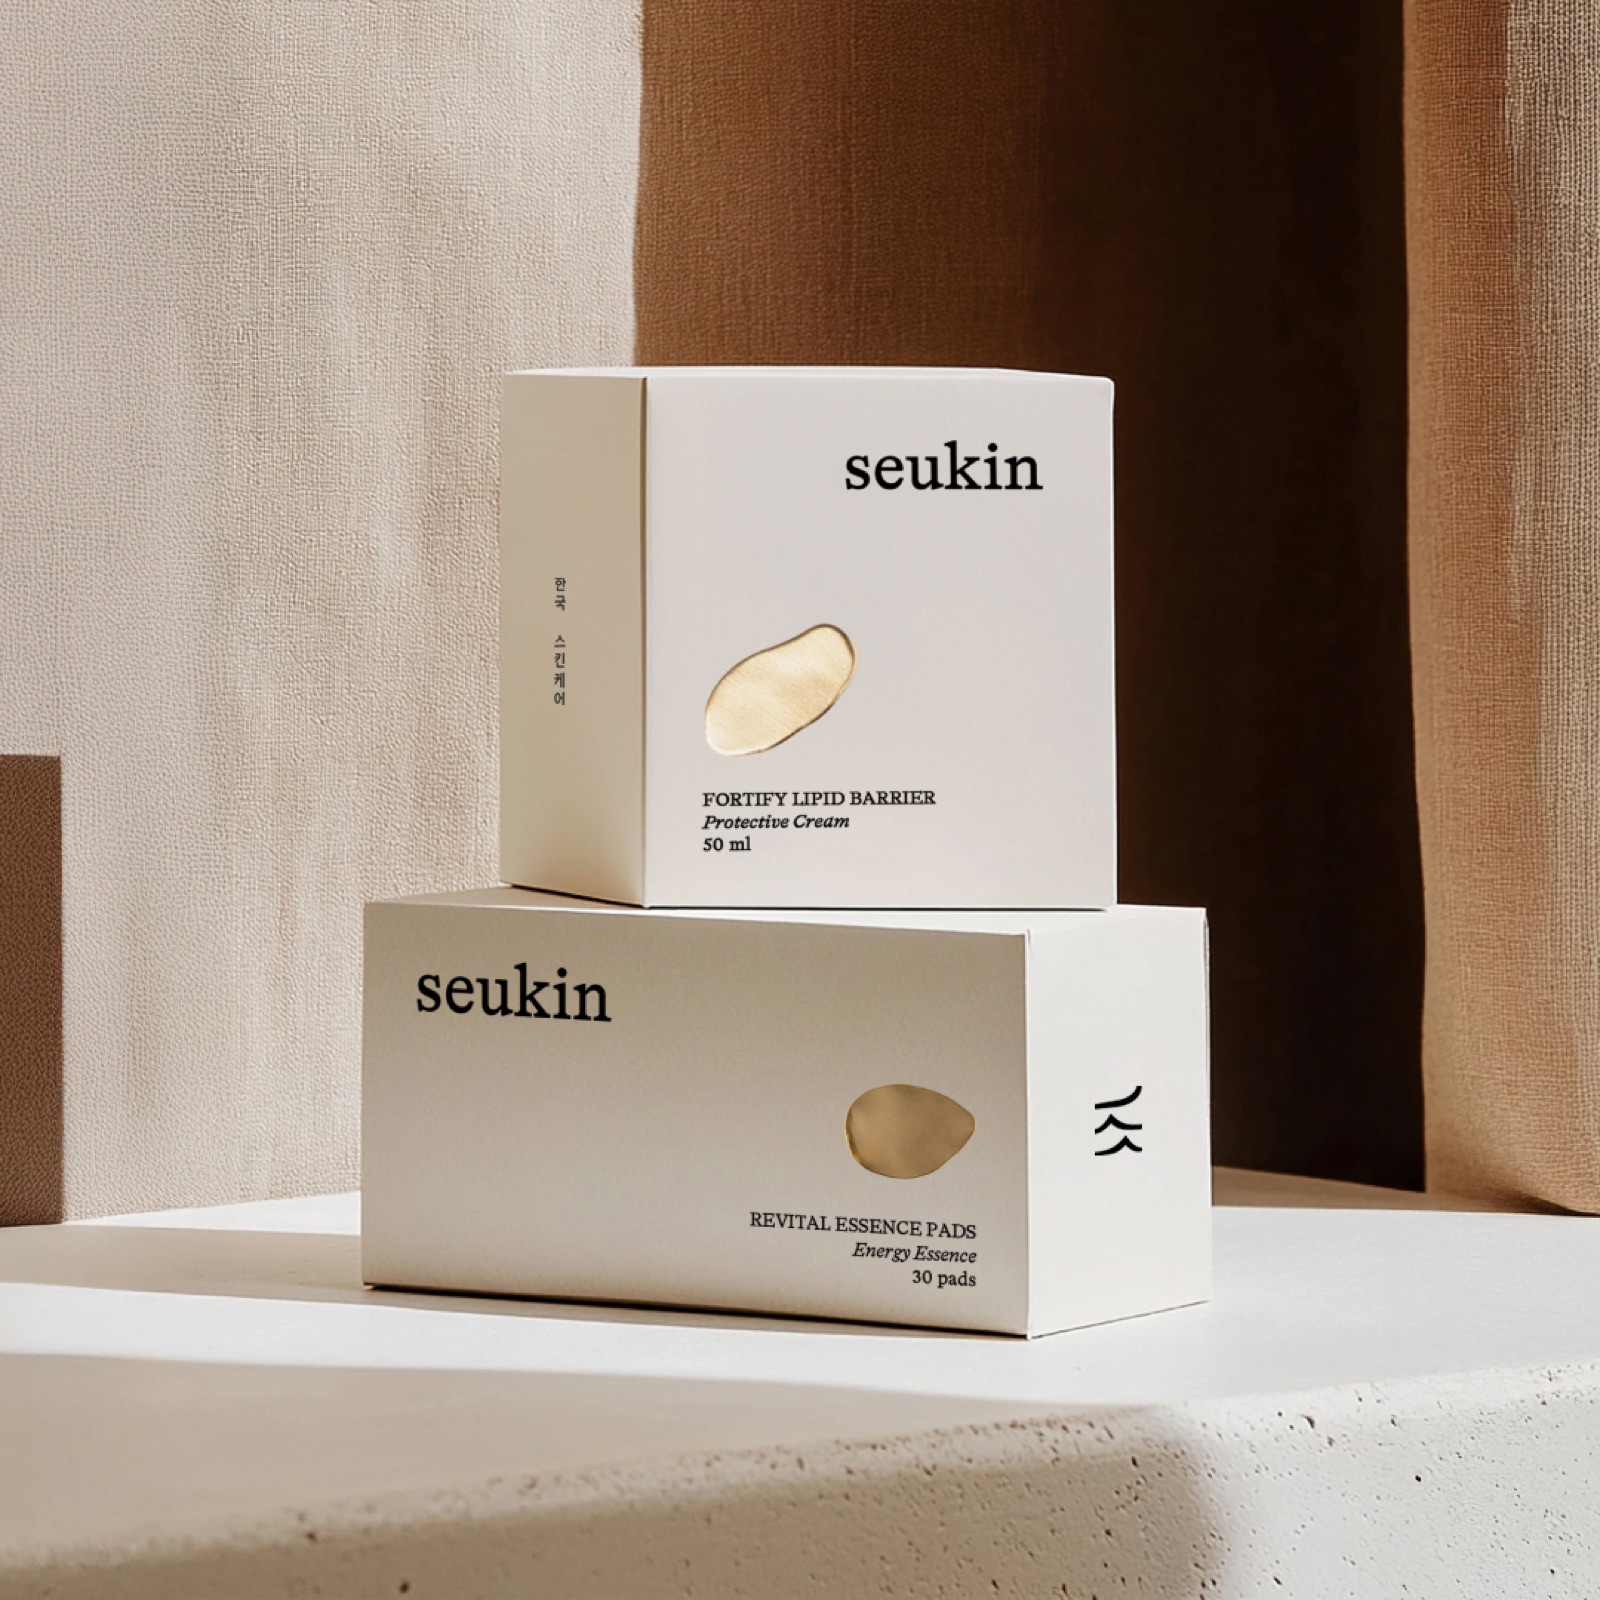 seukin
한국 스킨케어
FORTIFY LIPID BARRIER
Protective Cream
50 ml
seukin
REVITAL ESSENCE PADS
Energy Essence
30 pads